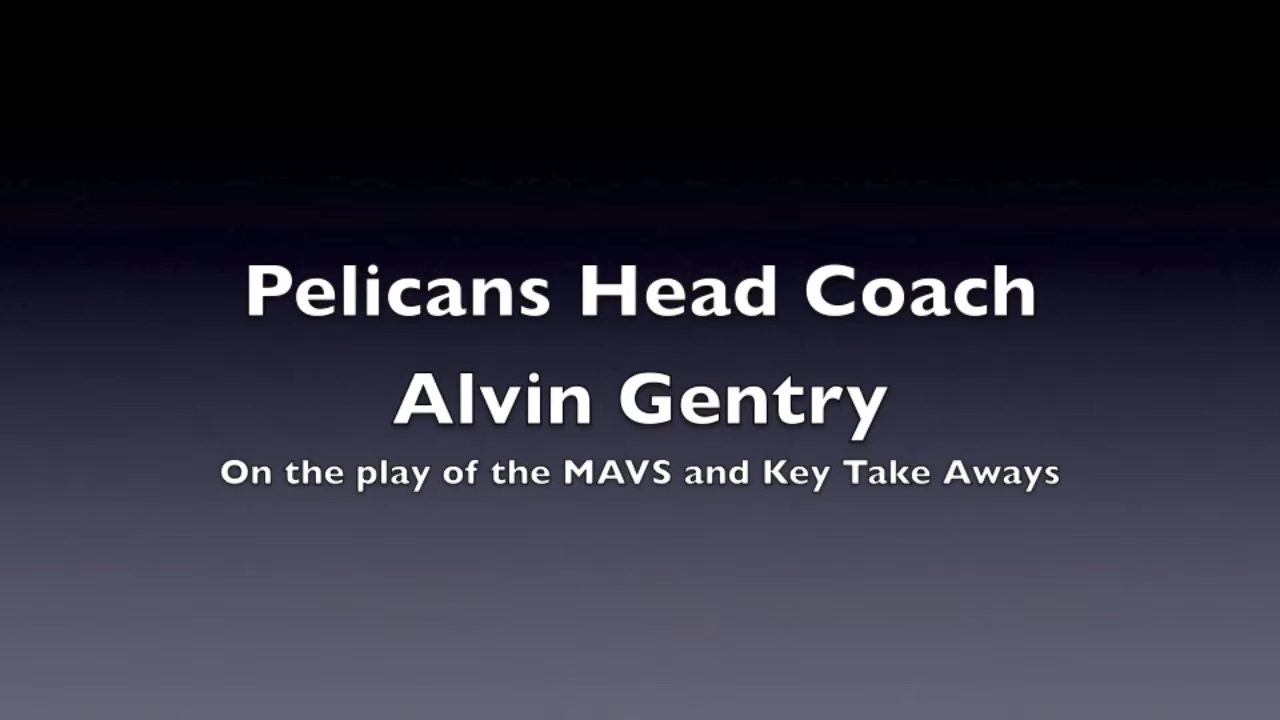 Pelicans Head Coach
Alvin Gentry
On the play of the MAVS and Key Take Aways